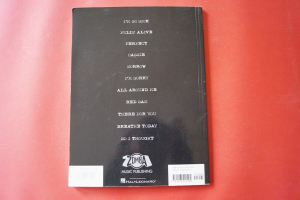 I'M SO SICK
FULLY ALIVE
PERFECT
CASSIE
SORROW
I'M SORRY
ALL AROUND ME
RED SAM
THERE FOR YOU
BREATHE TODAY
SO I THOUGHT
ZOMBA
MUSIC PUBLISHING
HAL•LEONARD